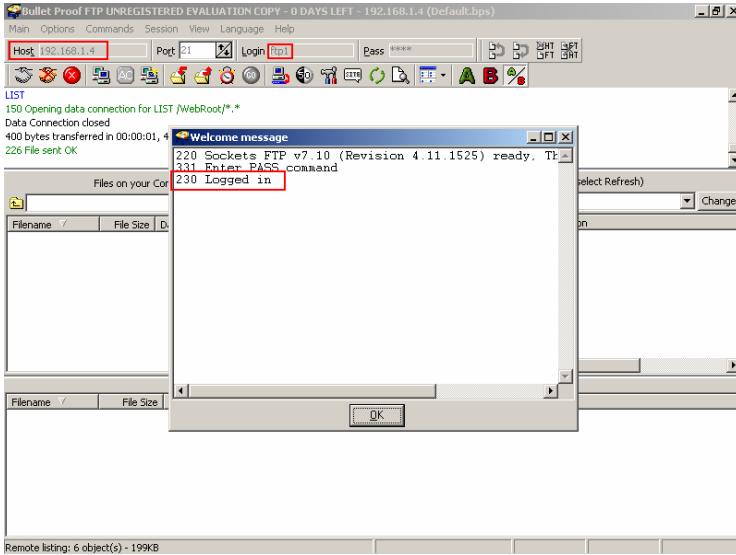 Bullet Proof FTP UNREGISTERED EVALUATION COPY - 0 DAYS LEFT - 192.168.1.4 (Default.bps)
Main Options Commands Session View Language Help
Host 192.168.1.4 Port 21 Login ftp1 Pass ****
LIST
150 Opening data connection for LIST /WebRoot/*.*
Data Connection closed
400 bytes transferred in 00:00:01, 4
226 File sent OK
Welcome message
220 Sockets FTP v7.10 (Revision 4.11.1525) ready, Th
331 Enter PASS command
230 Logged in
OK
Files on your Cor
elect Refresh)
Change
Filename File Size D
on
Filename File Size
Remote listing: 6 object(s) - 199KB